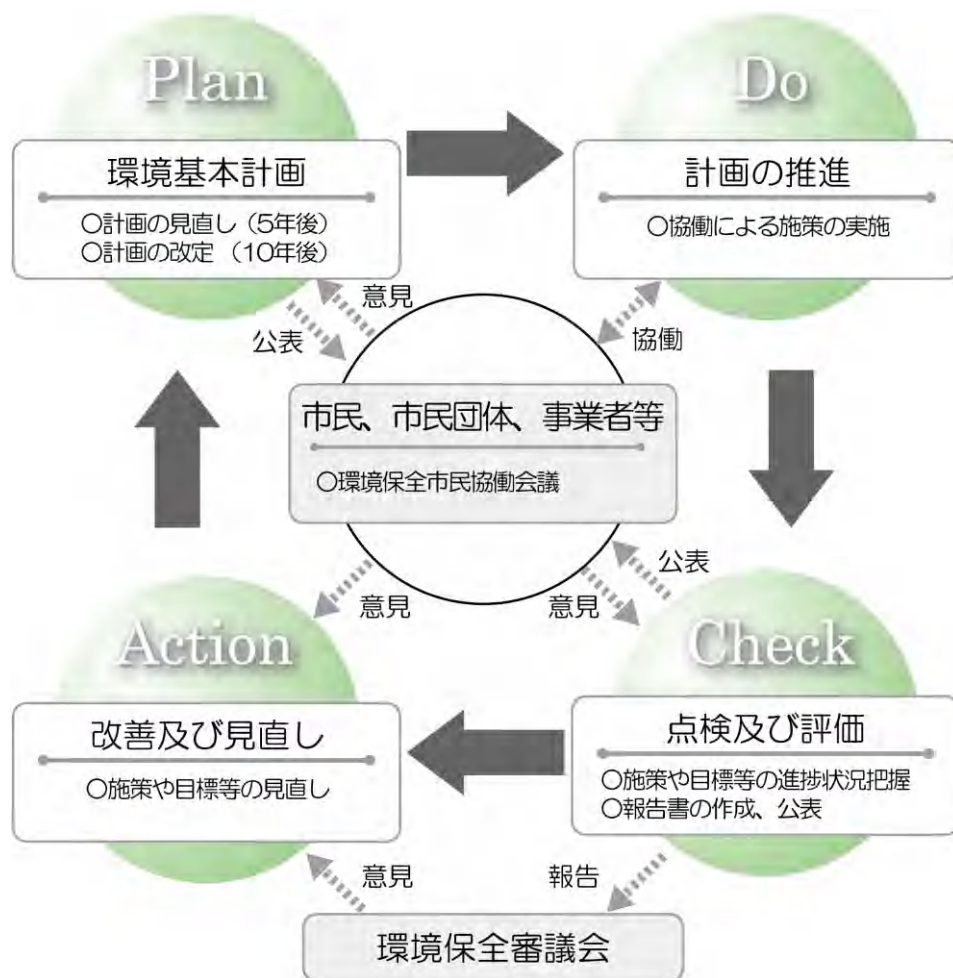 Plan
環境基本計画
○計画の見直し(5年後)
○計画の改定 (10年後)
Do
計画の推進
○協働による施策の実施
意見
公表
協働
市民、市民団体、事業者等
○環境保全市民協働会議
公表
意見
意見
Action
改善及び見直し
○施策や目標等の見直し
Check
点検及び評価
○施策や目標等の進捗状況把握
○報告書の作成、公表
意見
報告
環境保全審議会